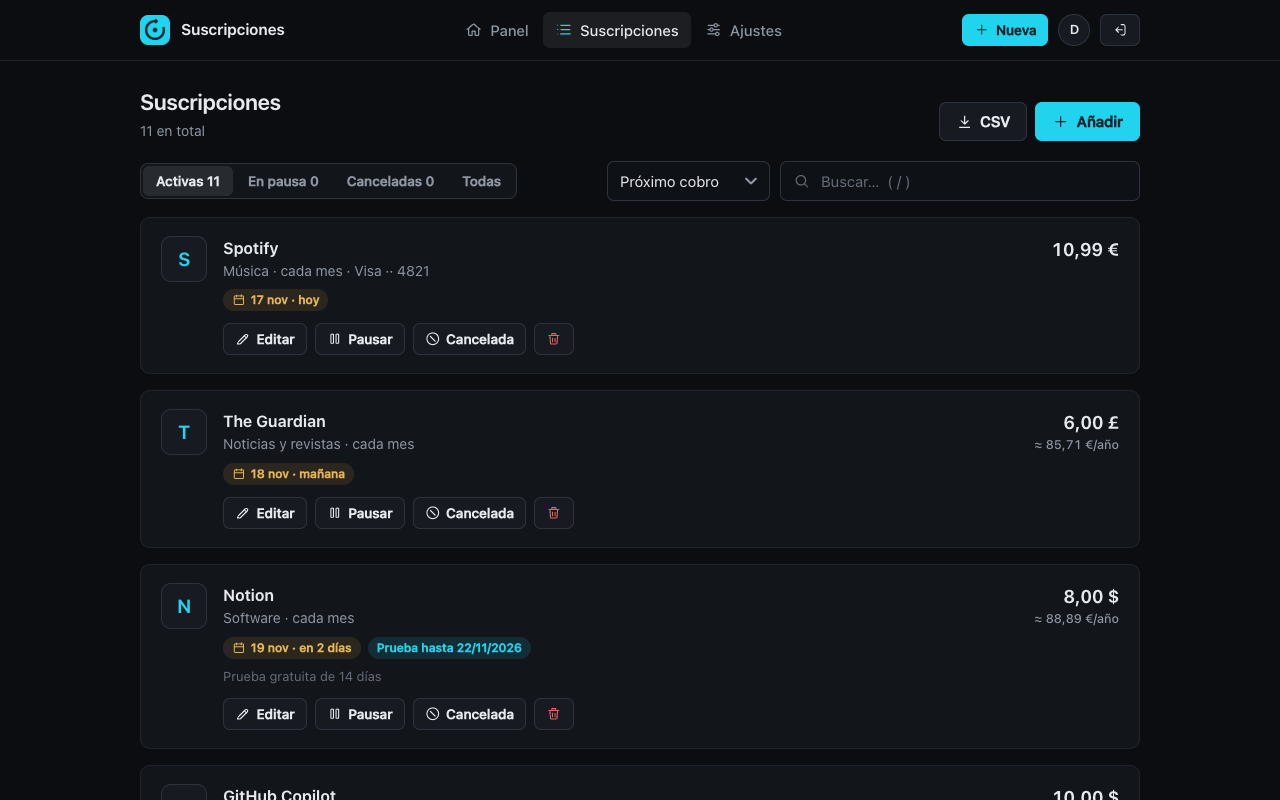 Suscripciones
Panel
Suscripciones
Ajustes
Nueva
D
Suscripciones
11 en total
CSV
Añadir
Activas 11
En pausa 0
Canceladas 0
Todas
Próximo cobro
Buscar... ( / )
S
Spotify
10,99 €
Música · cada mes · Visa ·· 4821
17 nov · hoy
Editar
Pausar
Cancelada
T
The Guardian
6,00 £
Noticias y revistas · cada mes
≈ 85,71 €/año
18 nov · mañana
Editar
Pausar
Cancelada
N
Notion
8,00 $
Software · cada mes
≈ 88,89 €/año
19 nov · en 2 días
Prueba hasta 22/11/2026
Prueba gratuita de 14 días
Editar
Pausar
Cancelada
GitHub Copilot
10,00 $